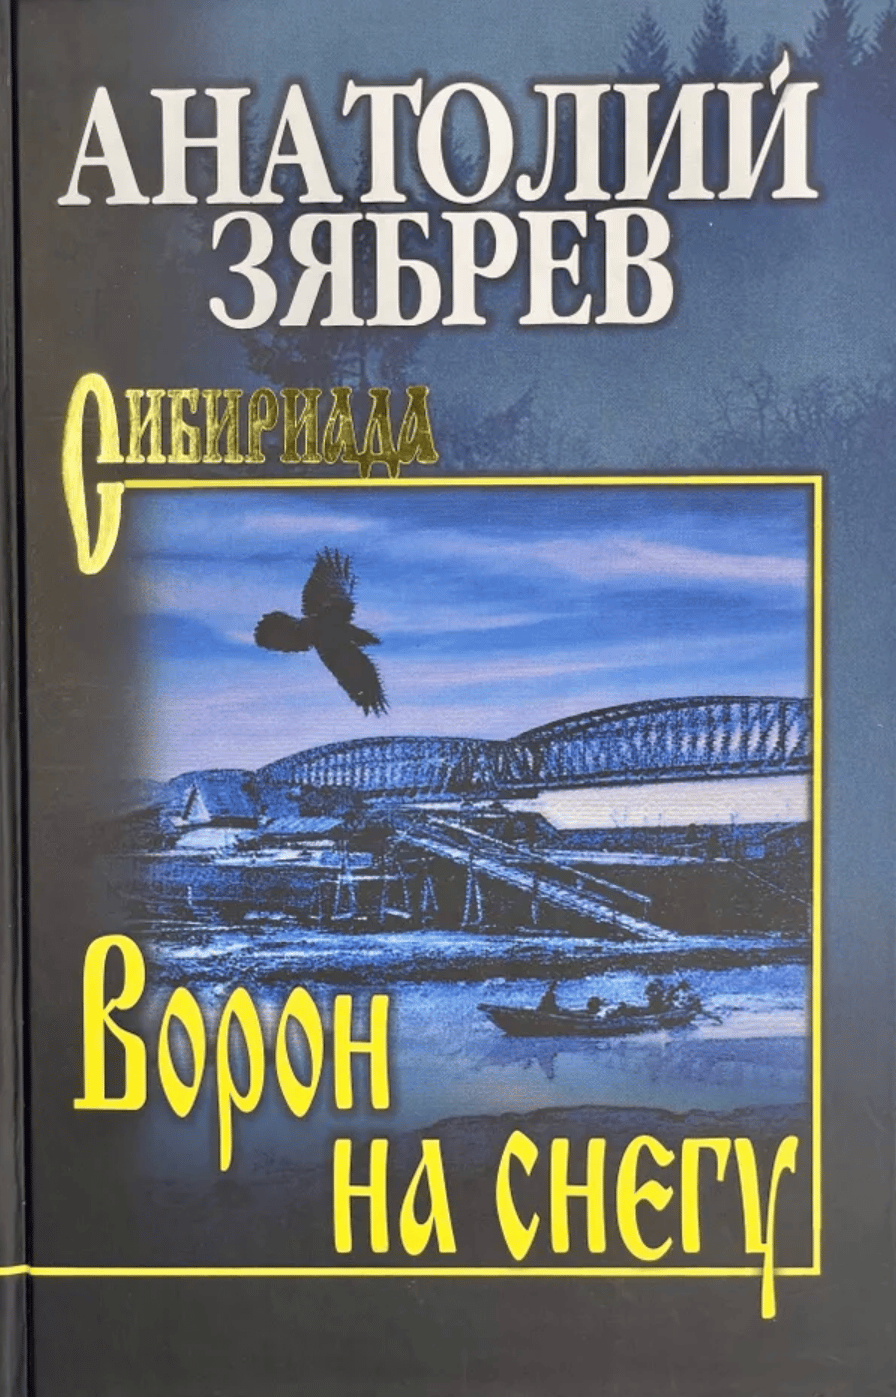 АНАТОЛИЙ
ЗЯБРЕВ
Сибириада
Ворон
на снегу